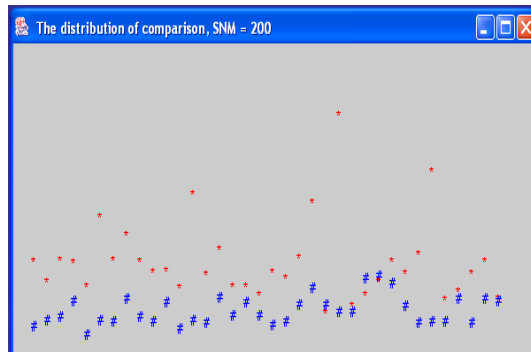 The distribution of comparison, SNM = 200